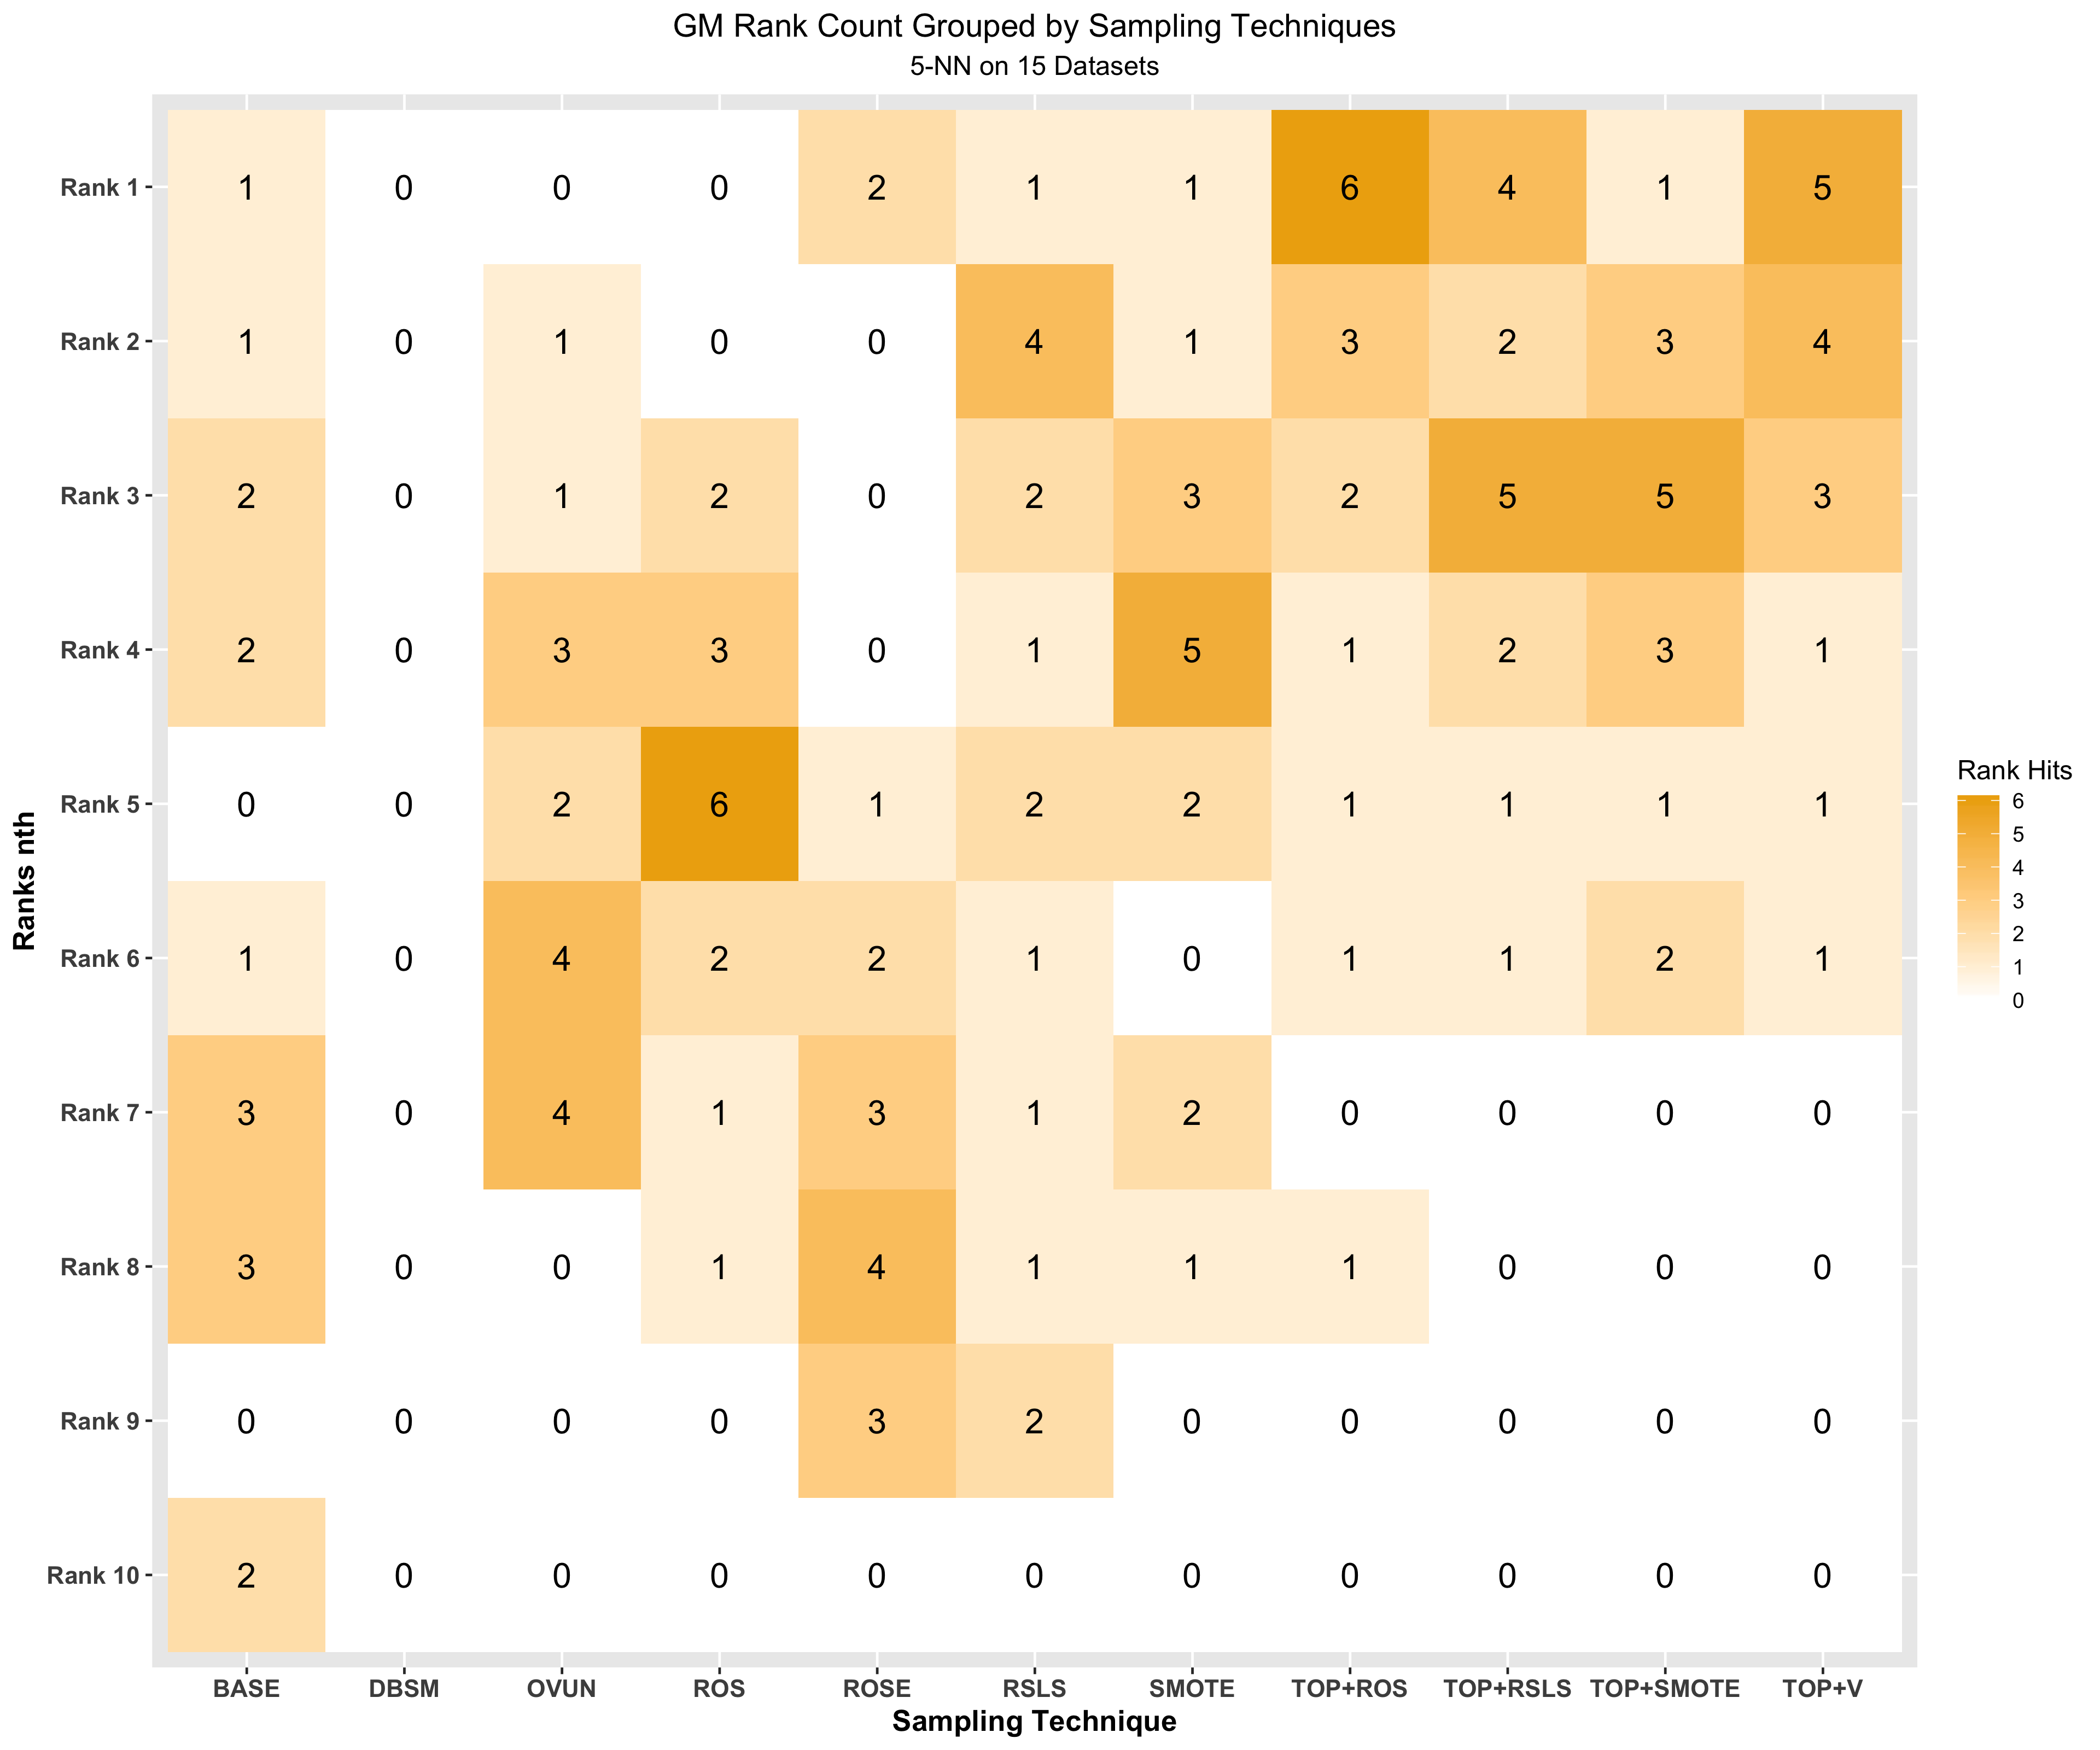 GM Rank Count Grouped by Sampling Techniques
5-NN on 15 Datasets
Ranks nth
Rank 1 1 0 0 0 2 1 1 6 4 1 5
Rank 2 1 0 1 0 0 4 1 3 2 3 4
Rank 3 2 0 1 2 0 2 3 2 5 5 3
Rank 4 2 0 3 3 0 1 5 1 2 3 1
Rank 5 0 0 2 6 1 2 2 1 1 1 1
Rank 6 1 0 4 2 2 1 0 1 1 2 1
Rank 7 3 0 4 1 3 1 2 0 0 0 0
Rank 8 3 0 0 1 4 1 1 1 0 0 0
Rank 9 0 0 0 0 3 2 0 0 0 0 0
Rank 10 2 0 0 0 0 0 0 0 0 0 0
BASE DBSM OVUN ROS ROSE RSLS SMOTE TOP+ROS TOP+RSLS TOP+SMOTE TOP+V
Sampling Technique
Rank Hits
6
5
4
3
2
1
0